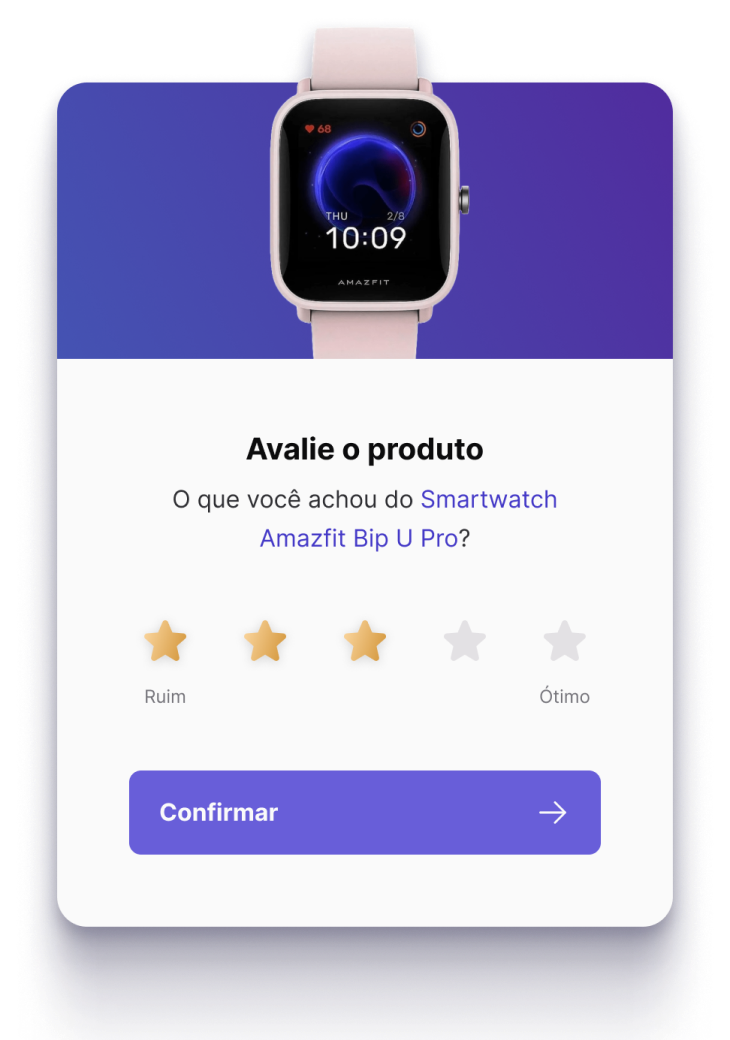 68
THU 2/8
10:09
AMAZFIT
Avalie o produto
O que você achou do Smartwatch
Amazfit Bip U Pro?
Ruim Ótimo
Confirmar